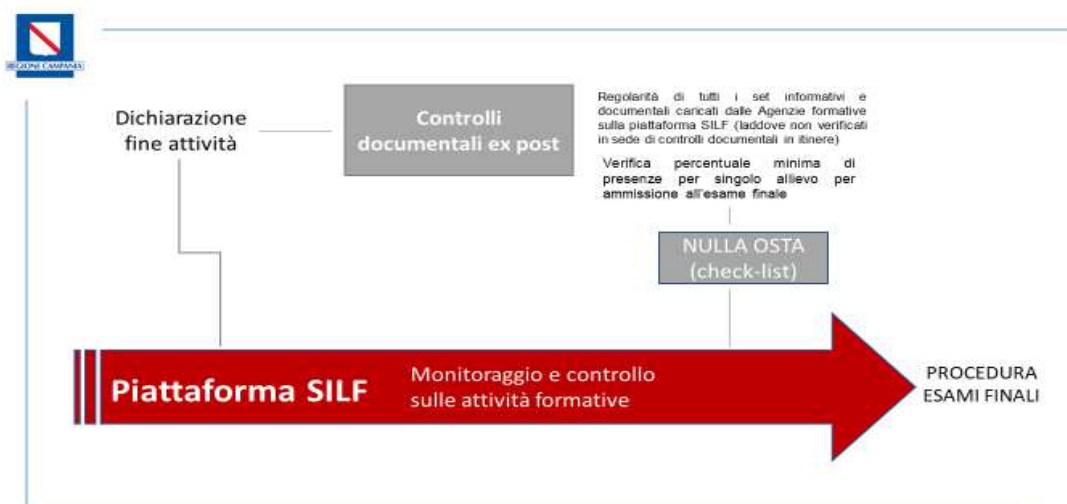 REGIONE CAMPANIA
Dichiarazione
fine attività
Controlli
documentali ex post
Regolarità di tutti i set informativi e
documentali caricati dalle Agenzie formative
sulla piattaforma SILF (laddove non verificati
in sede di controlli documentali in itinere)
Verifica percentuale minima di
presenze per singolo allievo per
ammissione all'esame finale
NULLA OSTA
(check-list)
Piattaforma SILF
Monitoraggio e controllo
sulle attività formative
PROCEDURA
ESAMI FINALI